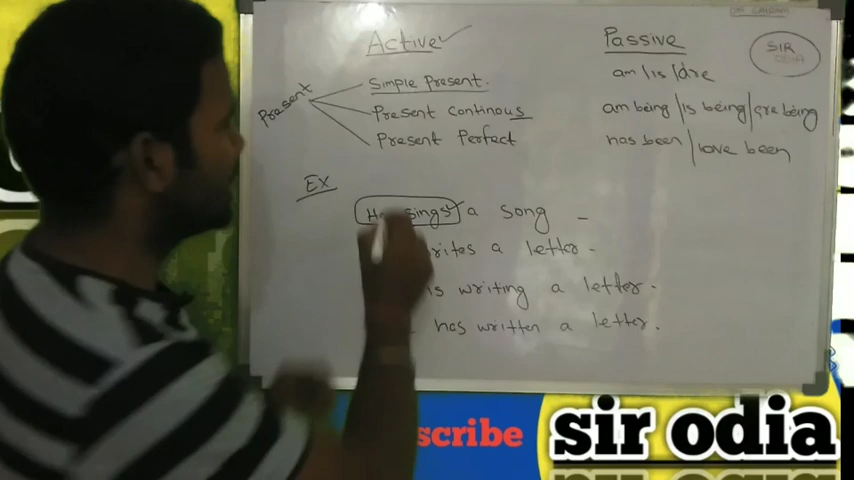 Active Passive
SIR ODIA
Present
Simple Present. am/is/are
Present Continous am being/is being/are being
Present Perfect has been/have been
Ex
He sings a song -
writes a letter -
is writing a letter.
has written a letter.
scribe
sir odia